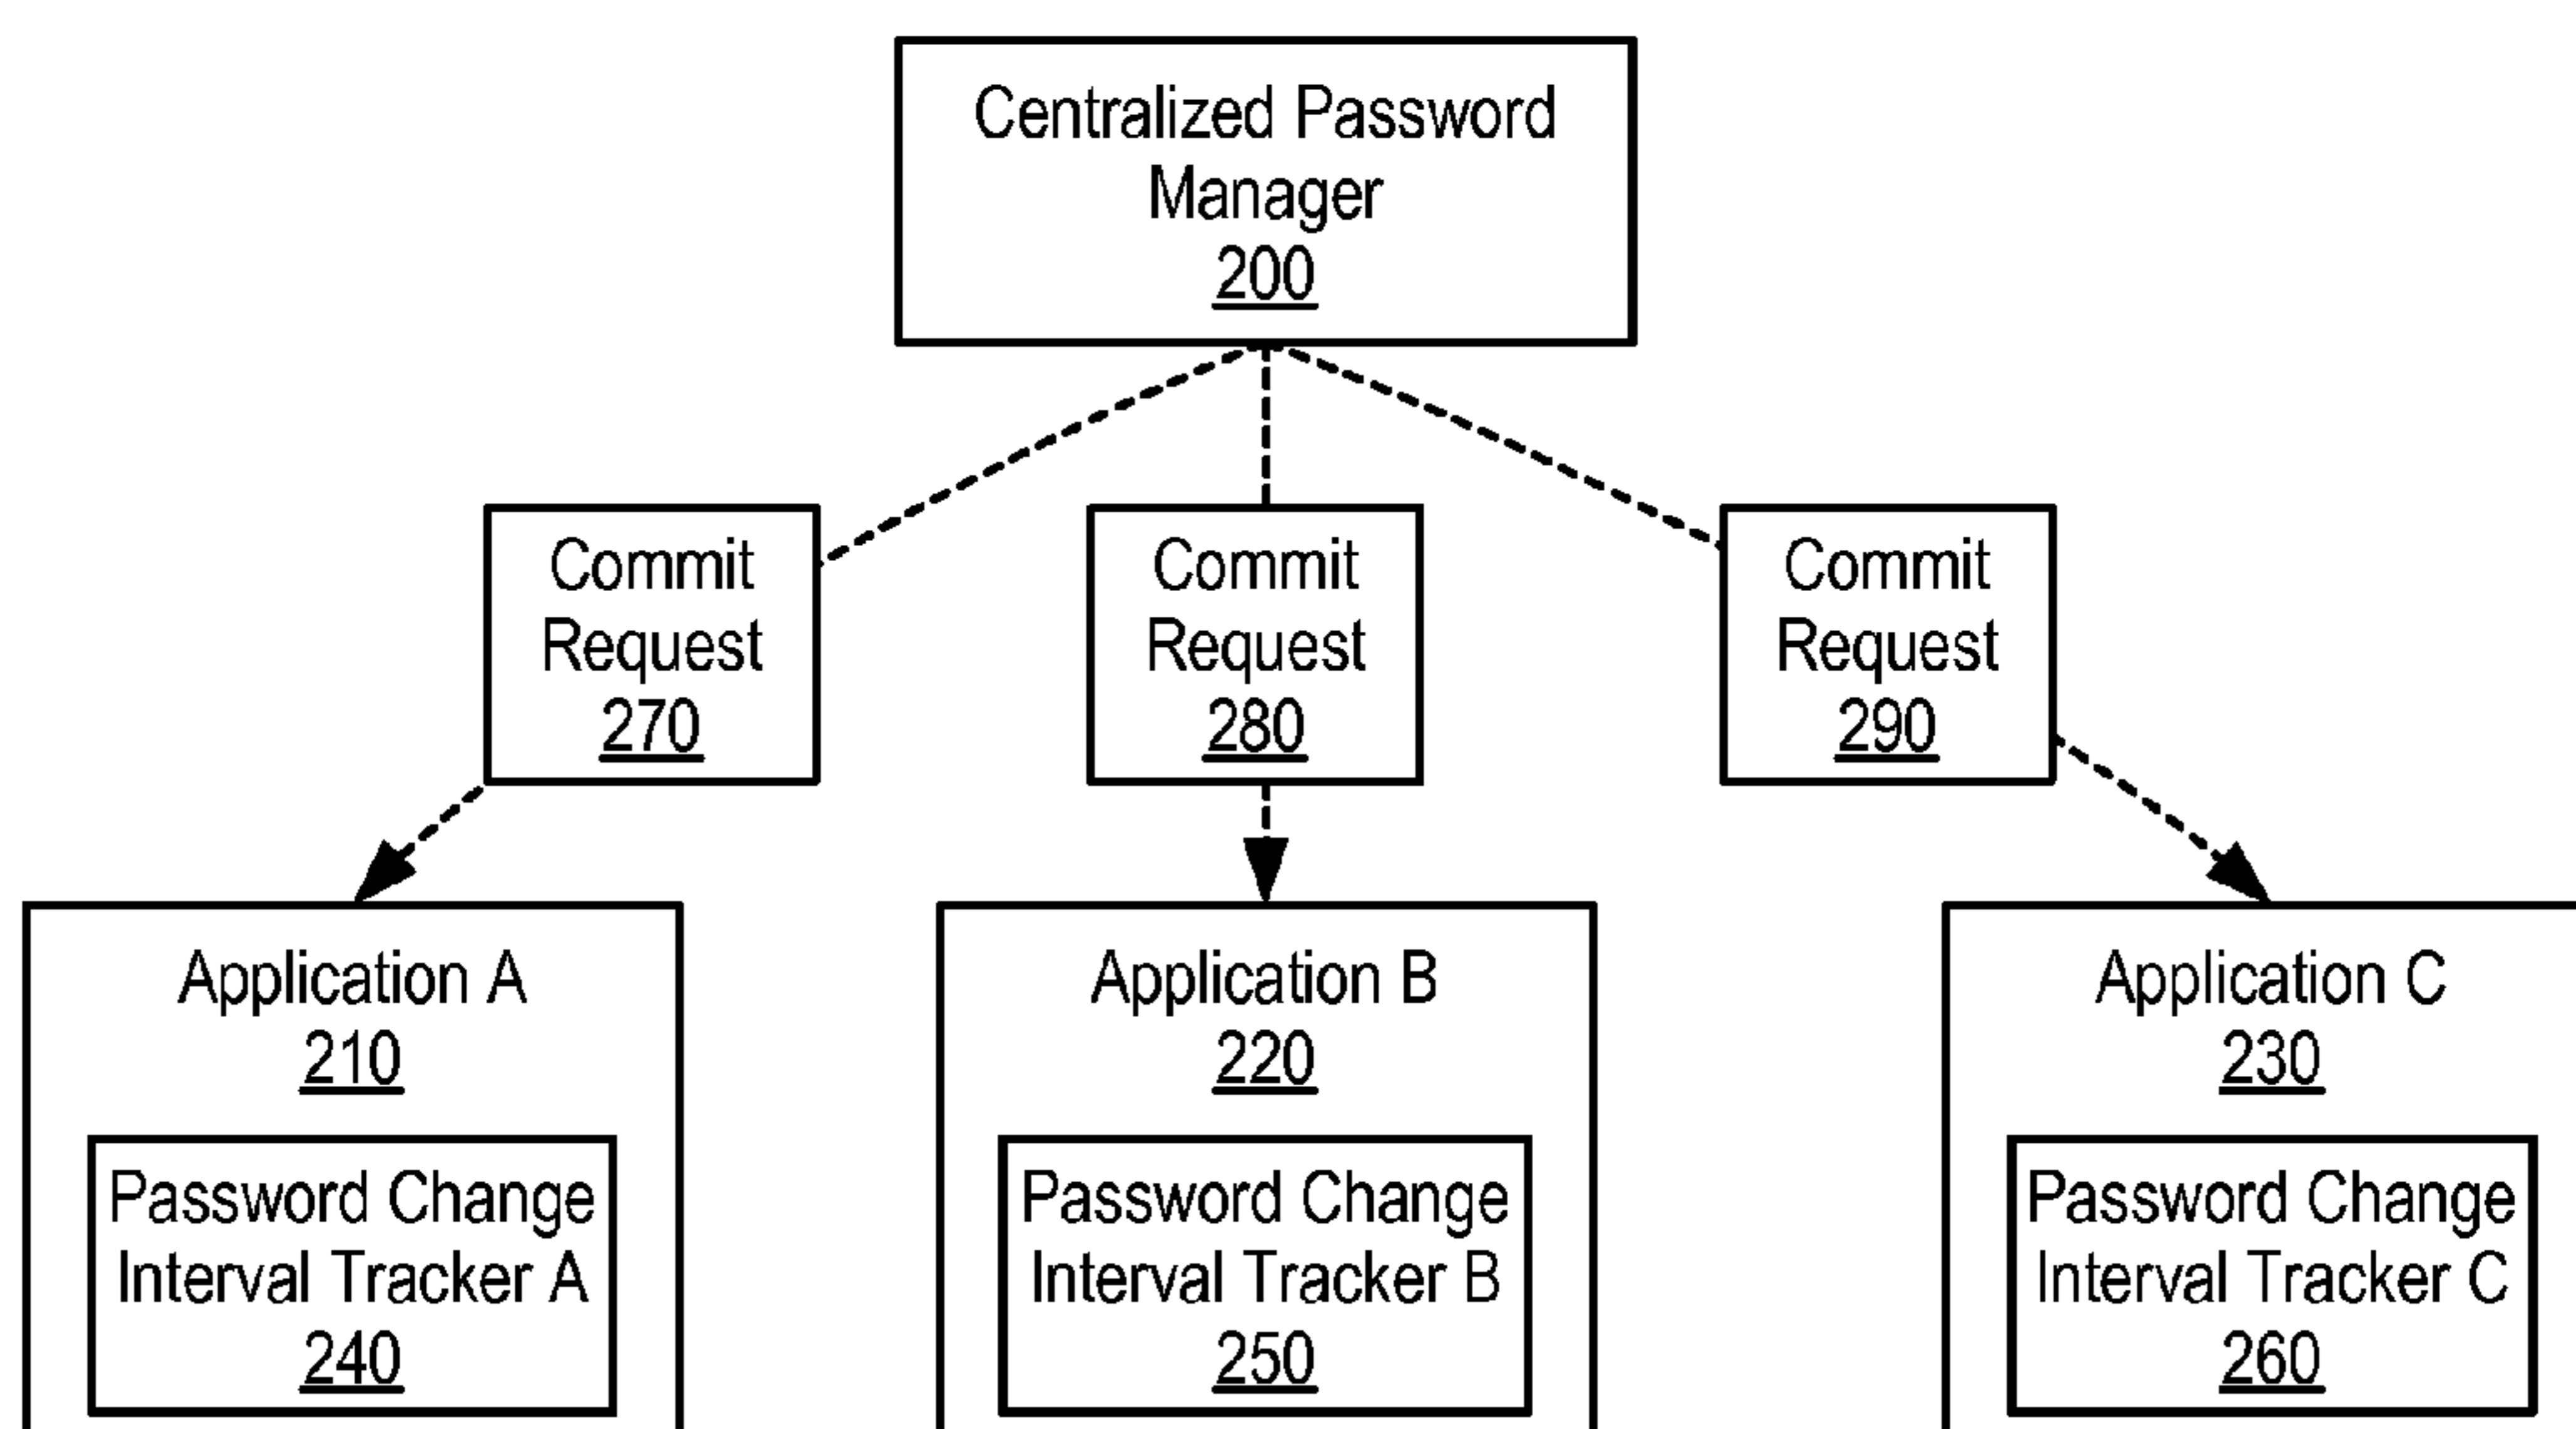 Centralized Password
Manager
200
Commit
Request
270
Commit
Request
280
Commit
Request
290
Application A
210
Password Change
Interval Tracker A
240
Application B
220
Password Change
Interval Tracker B
250
Application C
230
Password Change
Interval Tracker C
260